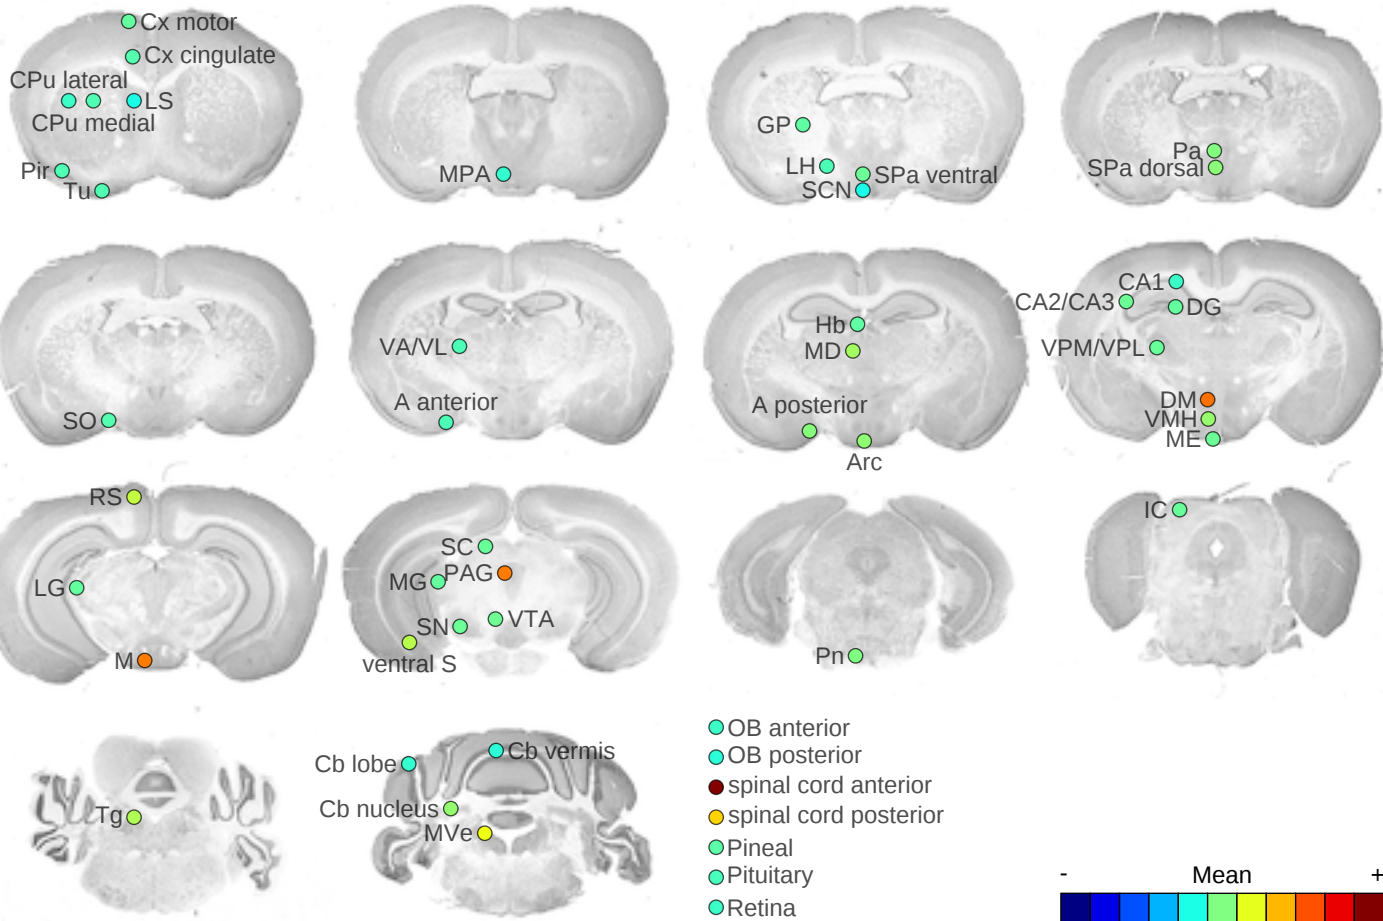 Cx motor
Cx cingulate
CPu lateral
LS
CPu medial
Pir
Tu
MPA
GP
LH
SPa ventral
SCN
Pa
SPa dorsal
SO
VA/VL
A anterior
Hb
MD
A posterior
Arc
CA1
CA2/CA3
DG
VPM/VPL
DM
VMH
ME
RS
LG
M
SC
MG
PAG
SN
VTA
ventral S
Pn
IC
Tg
Cb lobe
Cb vermis
Cb nucleus
MVe
OB anterior
OB posterior
spinal cord anterior
spinal cord posterior
Pineal
Pituitary
Retina
- Mean +